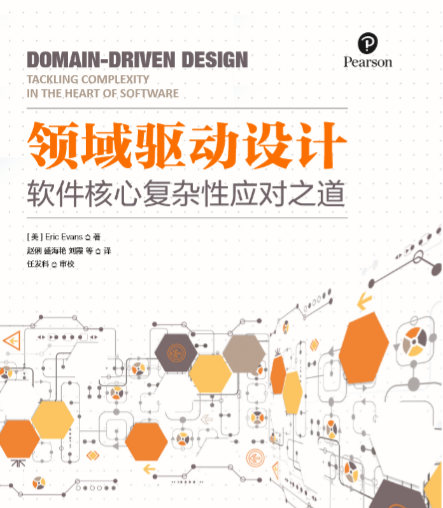 DOMAIN-DRIVEN DESIGN
TACKLING COMPLEXITY
IN THE HEART OF SOFTWARE
Pearson
领域驱动设计
软件核心复杂性应对之道
[ 美 ] Eric Evans 著
赵俐 盛海艳 刘霞 等 译
任发科 审校